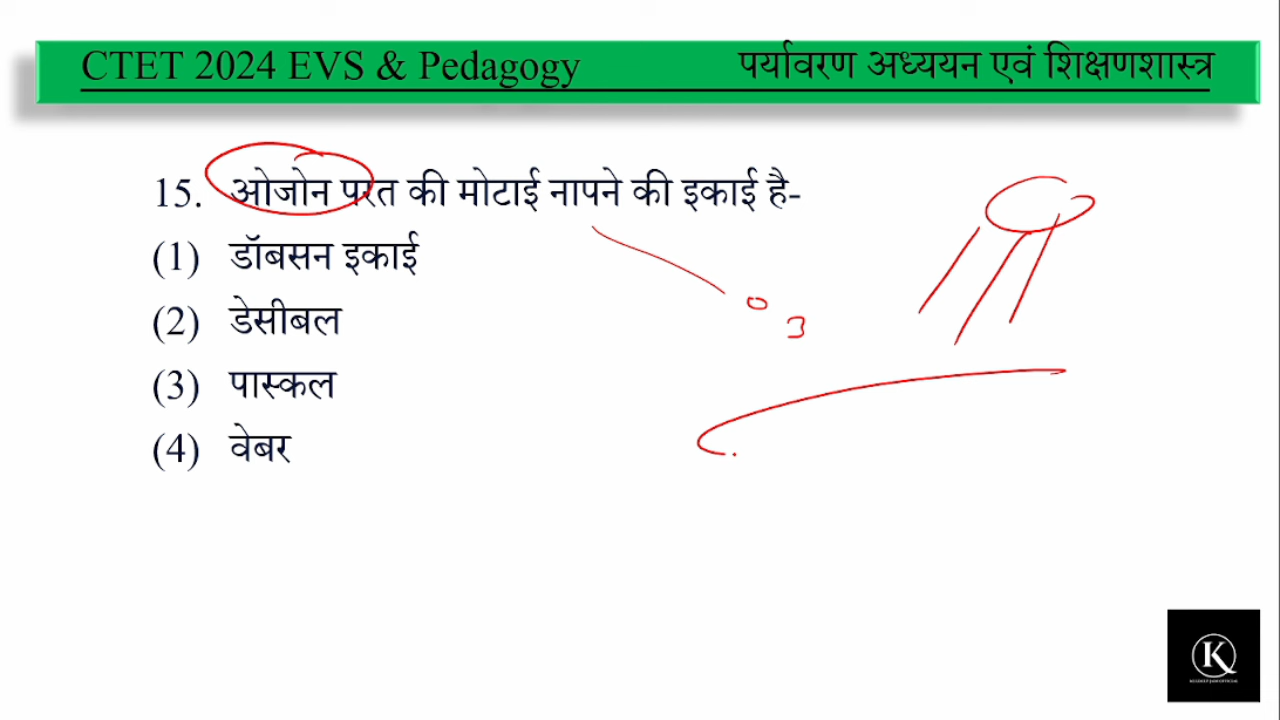 CTET 2024 EVS & Pedagogy पर्यावरण अध्ययन एवं शिक्षणशास्त्र
15. ओजोन परत की मोटाई नापने की इकाई है-
(1) डॉबसन इकाई
(2) डेसीबल
o 3
(3) पास्कल
(4) वेबर
K